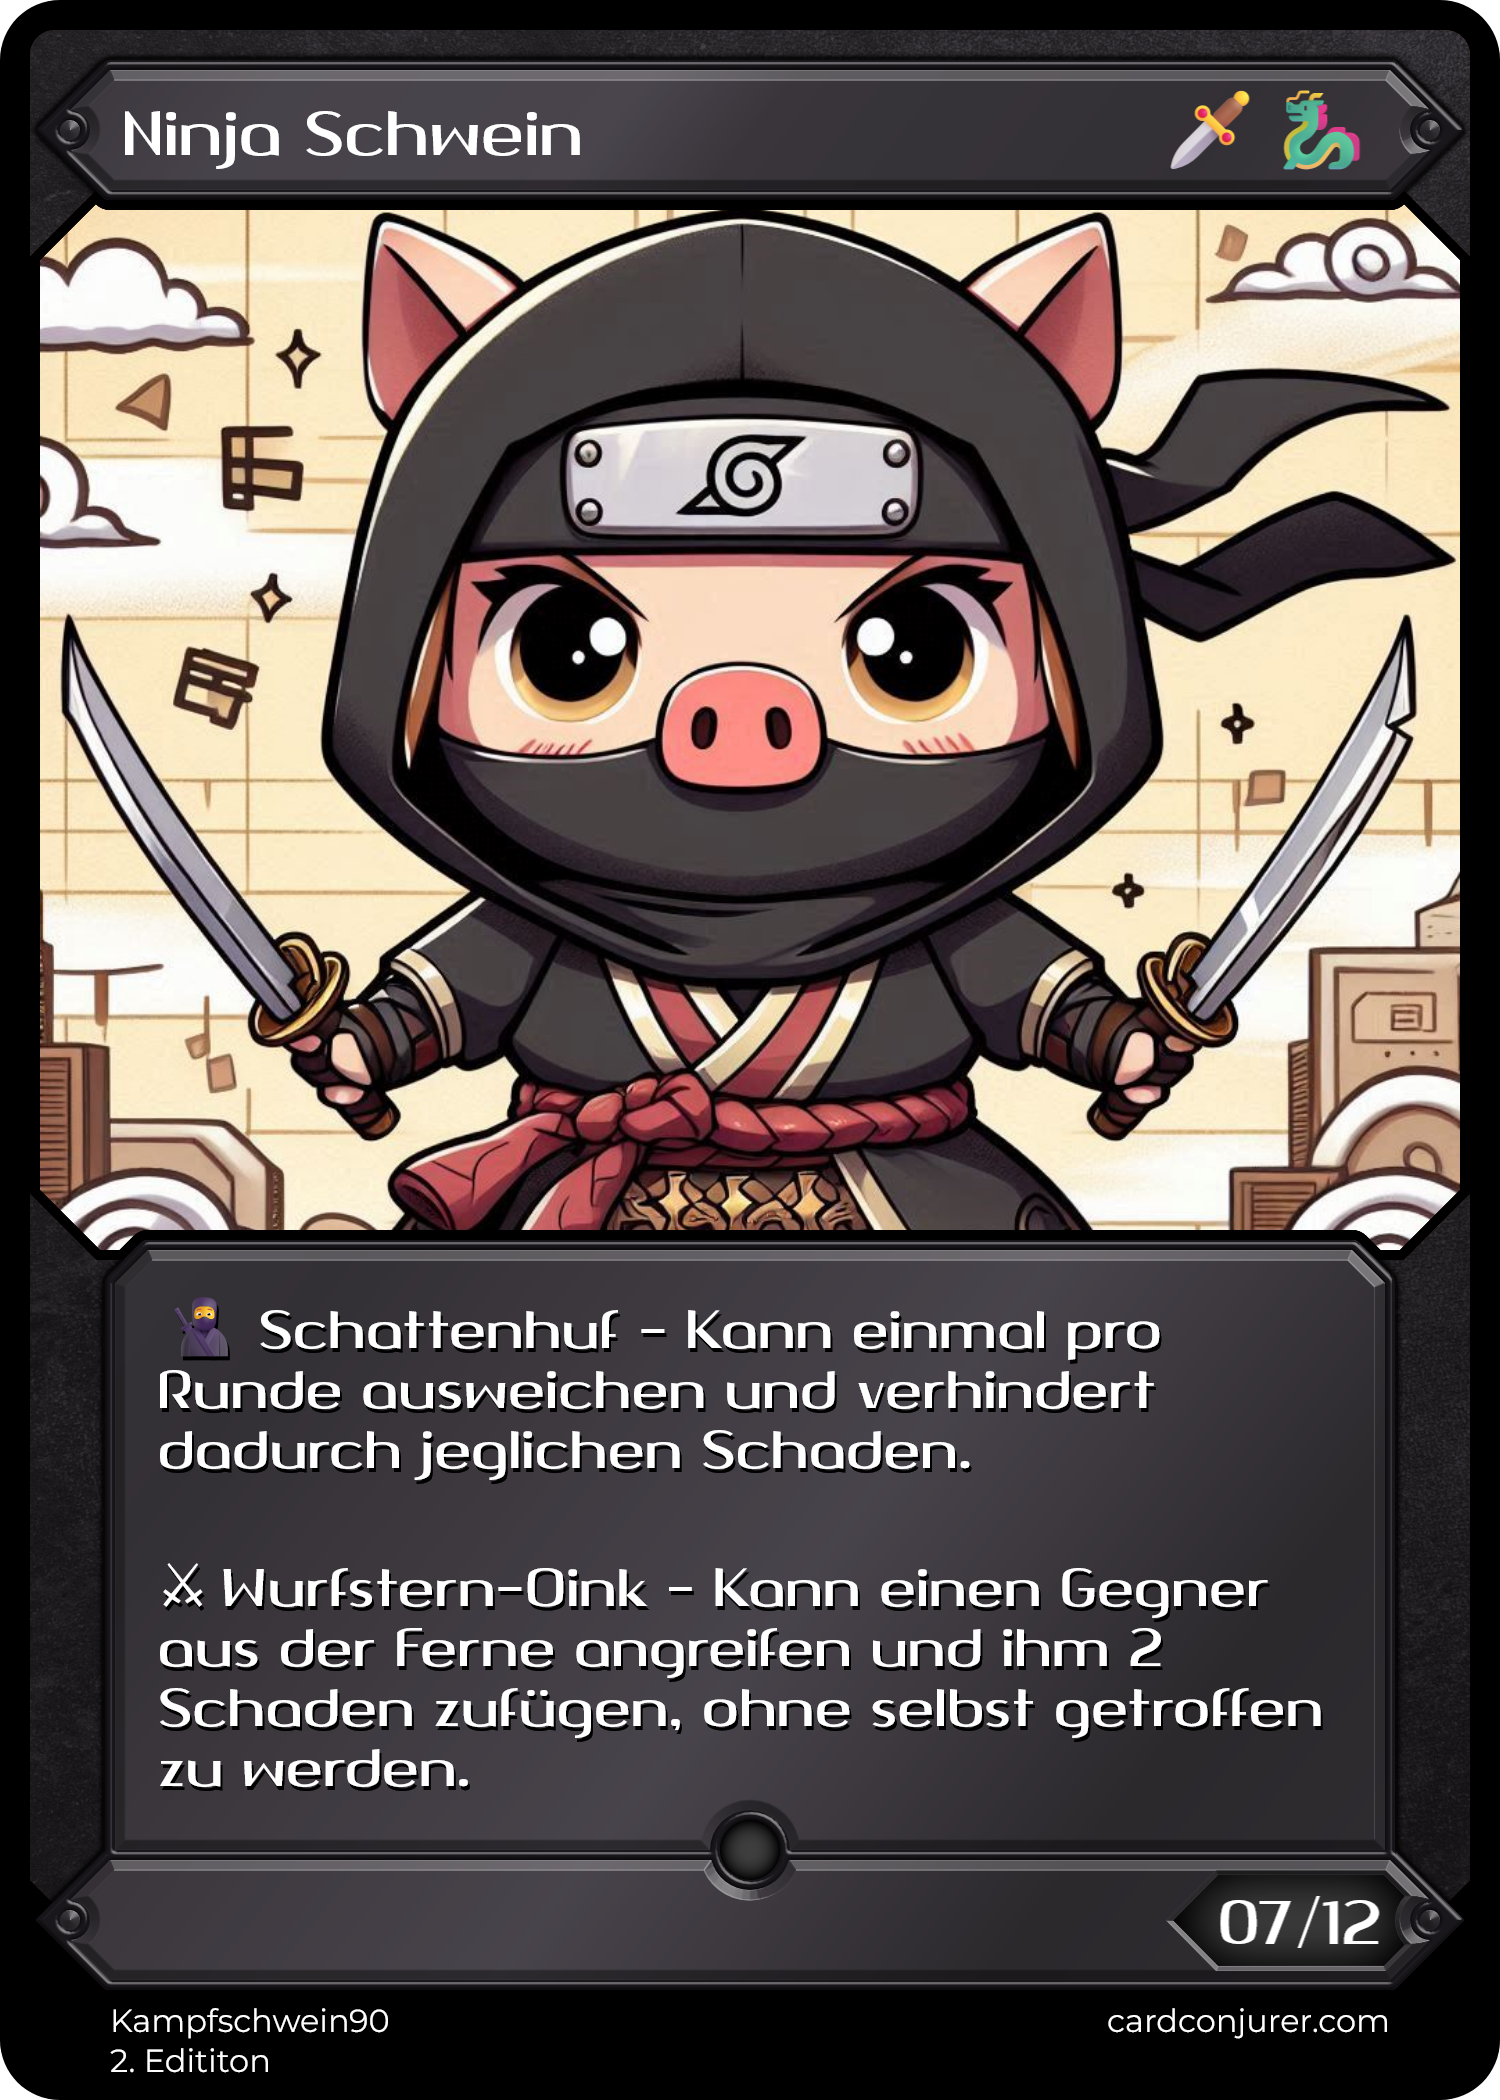 Ninja Schwein
Schattenhuf - Kann einmal pro
Runde ausweichen und verhindert
dadurch jeglichen Schaden.
Wurfstern-Oink - Kann einen Gegner
aus der Ferne angreifen und ihm 2
Schaden zufügen, ohne selbst getroffen
zu werden.
07/12
Kampfschwein90
cardconjurer.com
2. Edititon